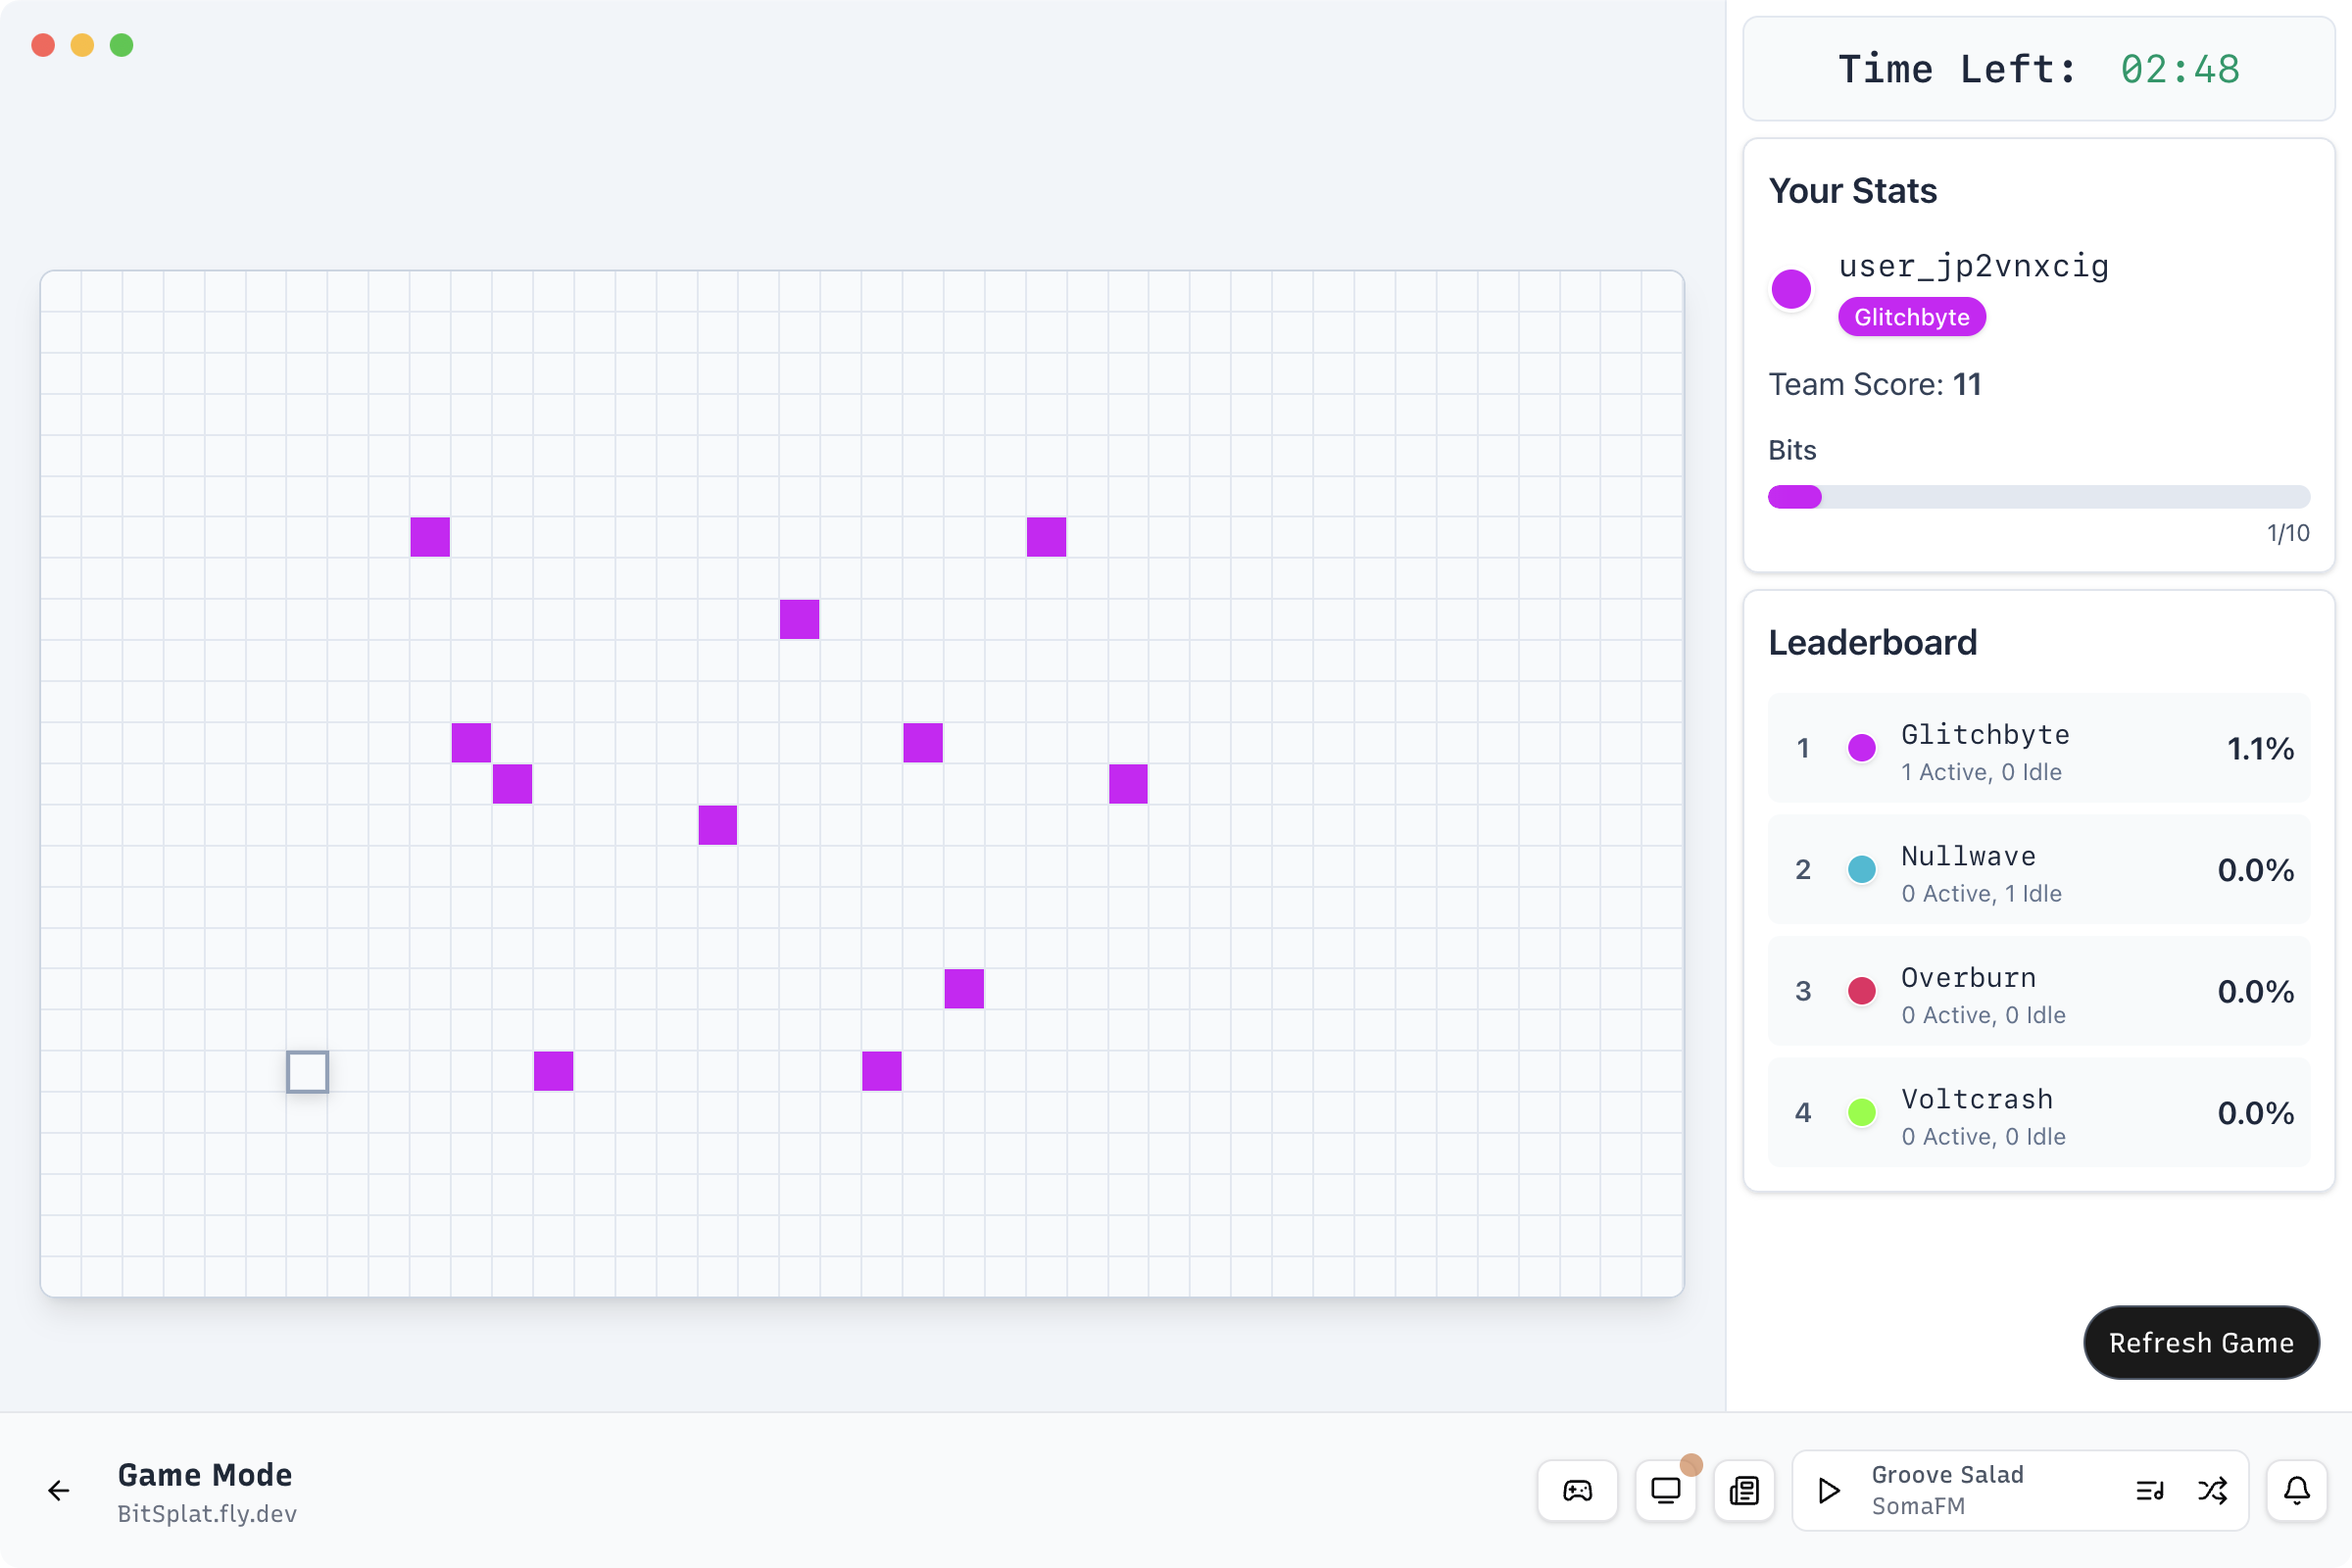 Time Left: 02:48
Your Stats
user_jp2vnxcig
Glitchbyte
Team Score: 11
Bits
1/10
Leaderboard
1
Glitchbyte
1 Active, 0 Idle
1.1%
2
Nullwave
0 Active, 1 Idle
0.0%
3
Overburn
0 Active, 0 Idle
0.0%
4
Voltcrash
0 Active, 0 Idle
0.0%
Refresh Game
Game Mode
BitSplat.fly.dev
Groove Salad
SomaFM